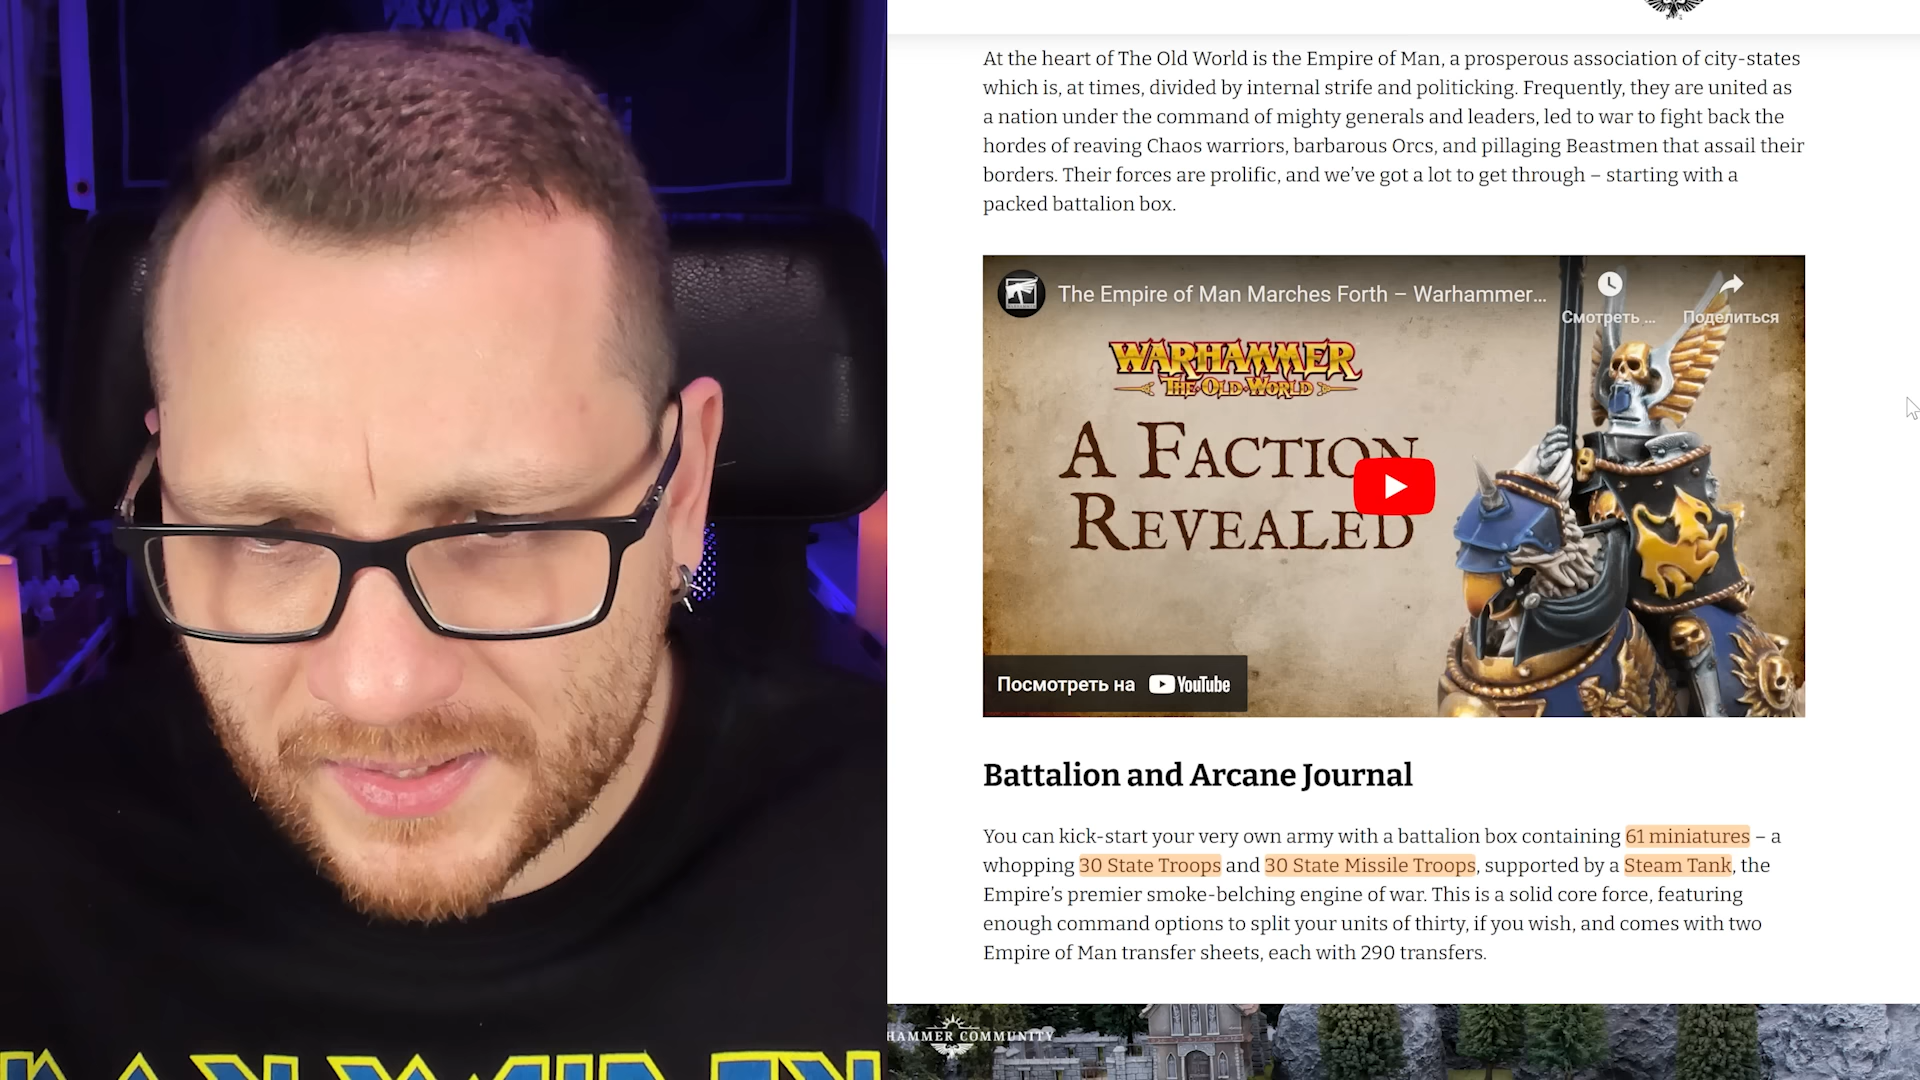 At the heart of The Old World is the Empire of Man, a prosperous association of city-states
which is, at times, divided by internal strife and politicking. Frequently, they are united as
a nation under the command of mighty generals and leaders, led to war to fight back the
hordes of reaving Chaos warriors, barbarous Orcs, and pillaging Beastmen that assail their
borders. Their forces are prolific, and we’ve got a lot to get through – starting with a
packed battalion box.
The Empire of Man Marches Forth – Warhammer...
Смотреть ...
Поделиться
WARHAMMER
THE OLD WORLD
A FACTION
REVEALED
Посмотреть на YouTube
Battalion and Arcane Journal
You can kick-start your very own army with a battalion box containing 61 miniatures – a
whopping 30 State Troops and 30 State Missile Troops, supported by a Steam Tank, the
Empire’s premier smoke-belching engine of war. This is a solid core force, featuring
enough command options to split your units of thirty, if you wish, and comes with two
Empire of Man transfer sheets, each with 290 transfers.
HAMMER COMMUNITY